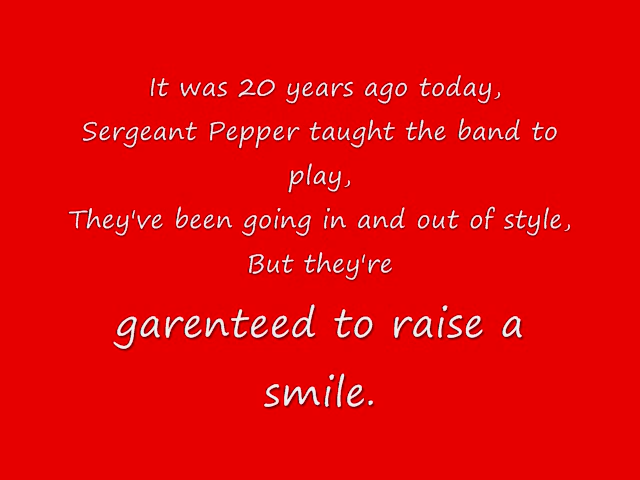 It was 20 years ago today,
Sergeant Pepper taught the band to
play,
They've been going in and out of style,
But they're
garenteed to raise a
smile.